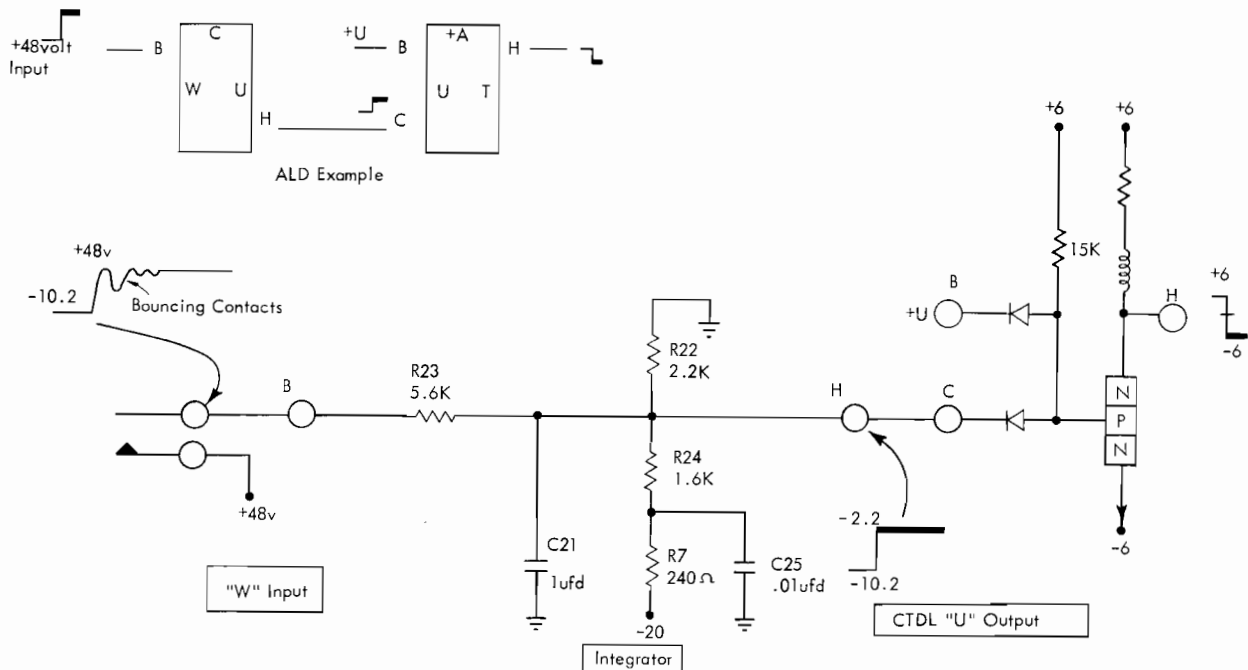 +48volt
Input
B
C
W U
H
+U
B
C
+A
U T
H
ALD Example
+48v
-10.2
Bouncing Contacts
B
R23
5.6K
+48v
"W" Input
C21
1ufd
R22
2.2K
R24
1.6K
R7
240Ω
-20
C25
.01ufd
Integrator
H
-2.2
-10.2
CTDL "U" Output
+6
+6
15K
B
+U
C
H
+6
-6
N
P
N
-6